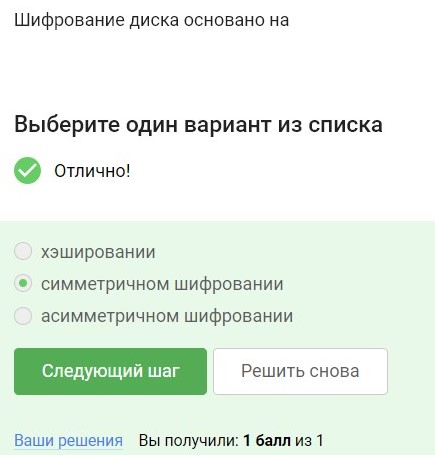 Шифрование диска основано на
Выберите один вариант из списка
Отлично!
хэшировании
симметричном шифровании
асимметричном шифровании
Следующий шаг Решить снова
Ваши решения Вы получили: 1 балл из 1